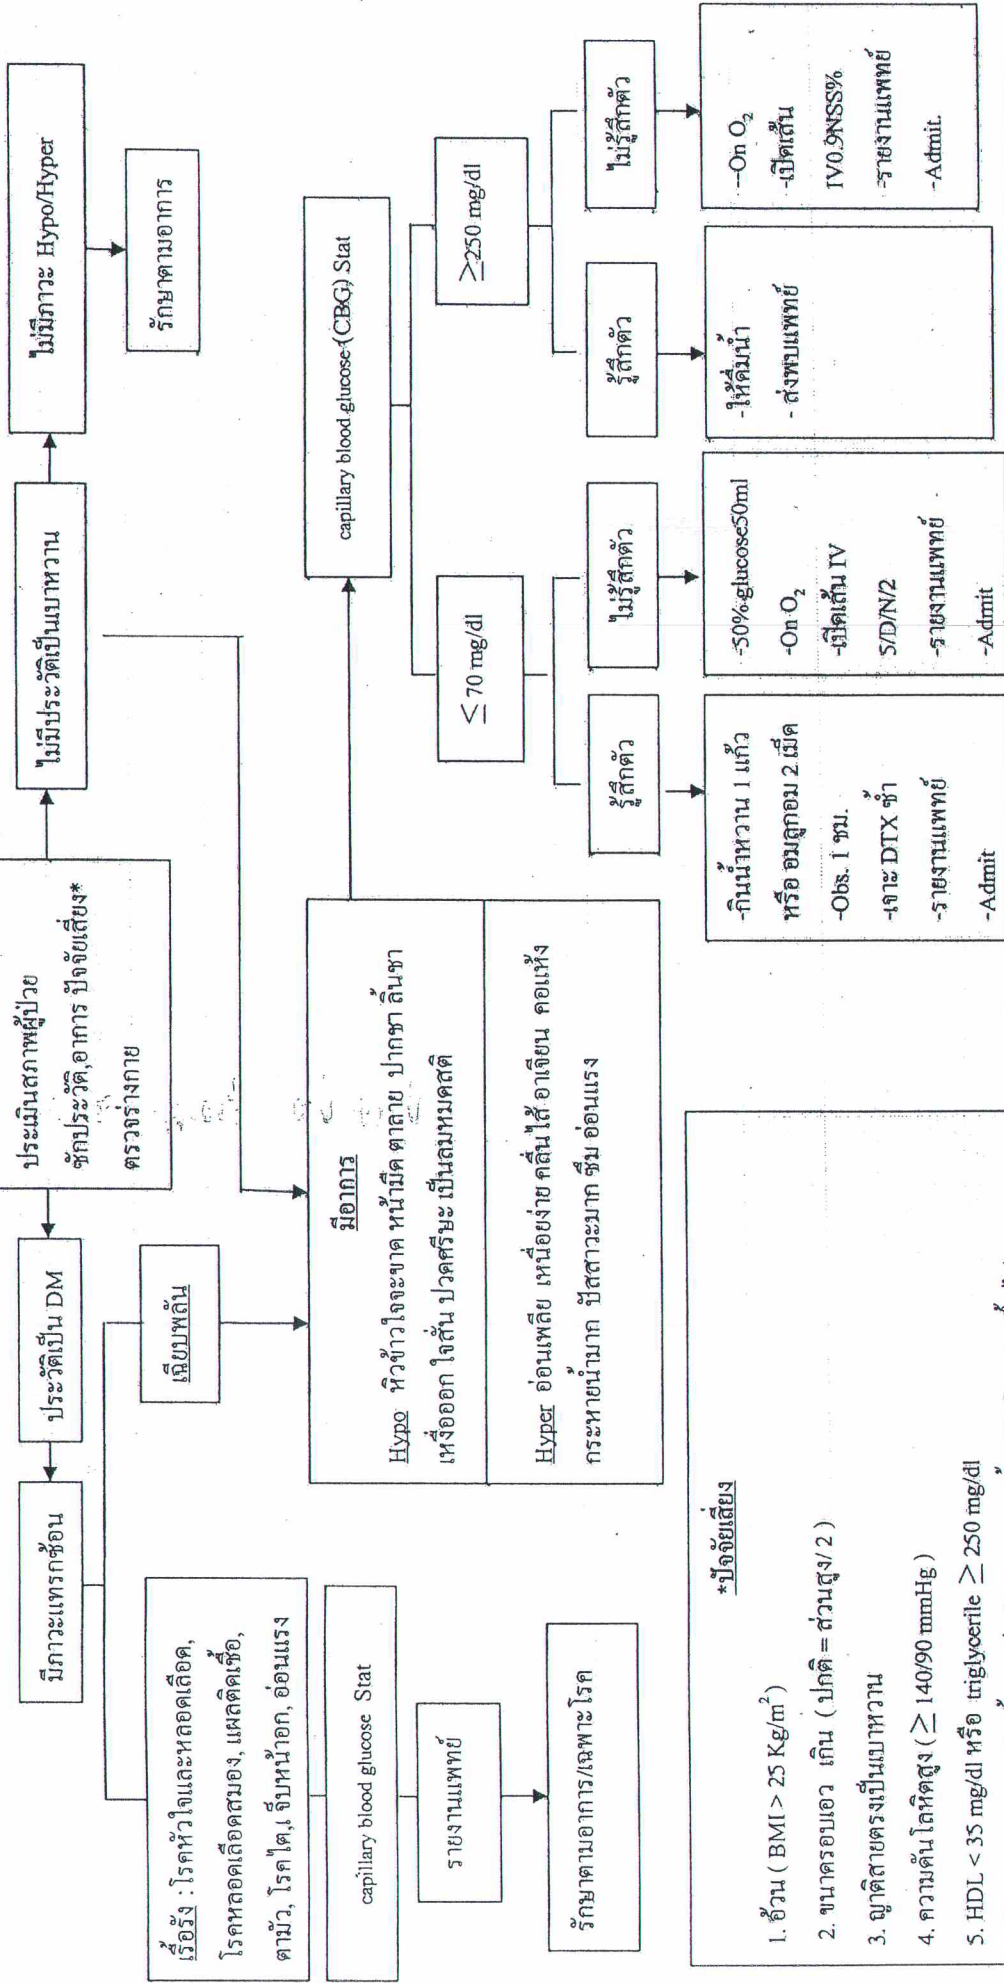 ประเมินสภาพผู้ป่วย
ซักประวัติ,อาการ ปัจจัยเสี่ยง*
ตรวจร่างกาย
มีภาวะแทรกซ้อน
ประวัติเป็น DM
ไม่มีประวัติเป็นเบาหวาน
ไม่มีภาวะ Hypo/Hyper
รักษาตามอาการ
เฉียบพลัน
เรื้อรัง : โรคหัวใจและหลอดเลือด,
โรคหลอดเลือดสมอง, แผลติดเชื้อ,
ตามัว, โรคไต,เจ็บหน้าอก, อ่อนแรง
capillary blood glucose Stat
รายงานแพทย์
รักษาตามอาการ/เฉพาะโรค
มีอาการ
Hypo หิวข้าวใจจะขาด หน้ามืด ตาลาย ปากชา ลิ้นชา
เหงื่อออก ใจสั่น ปวดศรีษะ เป็นลมหมดสติ
Hyper อ่อนเพลีย เหนื่อยง่าย คลื่นไส้ อาเจียน คอแห้ง
กระหายน้ำมาก ปัสสาวะมาก ซึม อ่อนแรง
capillary blood glucose (CBG) Stat
≤ 70 mg/dl
≥250 mg/dl
รู้สึกตัว
ไม่รู้สึกตัว
รู้สึกตัว
ไม่รู้สึกตัว
-กินน้ำหวาน 1 แก้ว
หรือ อมลูกอม 2 เม็ด
-Obs. 1 ชม.
-เจาะ DTX ซ้ำ
-รายงานแพทย์
-Admit
-50% glucose50ml
-On O₂
-เปิดเส้น IV
5/D/N/2
-รายงานแพทย์
-Admit
-ให้ดื่มน้ำ
- ส่งพบแพทย์
--On O₂
-เปิดเส้น
IV0.9NSS%
-รายงานแพทย์
-Admit.
*ปัจจัยเสี่ยง
1. อ้วน ( BMI > 25 Kg/m²)
2. ขนาดรอบเอว เกิน ( ปกติ = ส่วนสูง/ 2 )
3. ญาติสายตรงเป็นเบาหวาน
4. ความดันโลหิตสูง ( ≥ 140/90 mmHg )
5. HDL < 35 mg/dl หรือ triglycerile ≥ 250 mg/dl